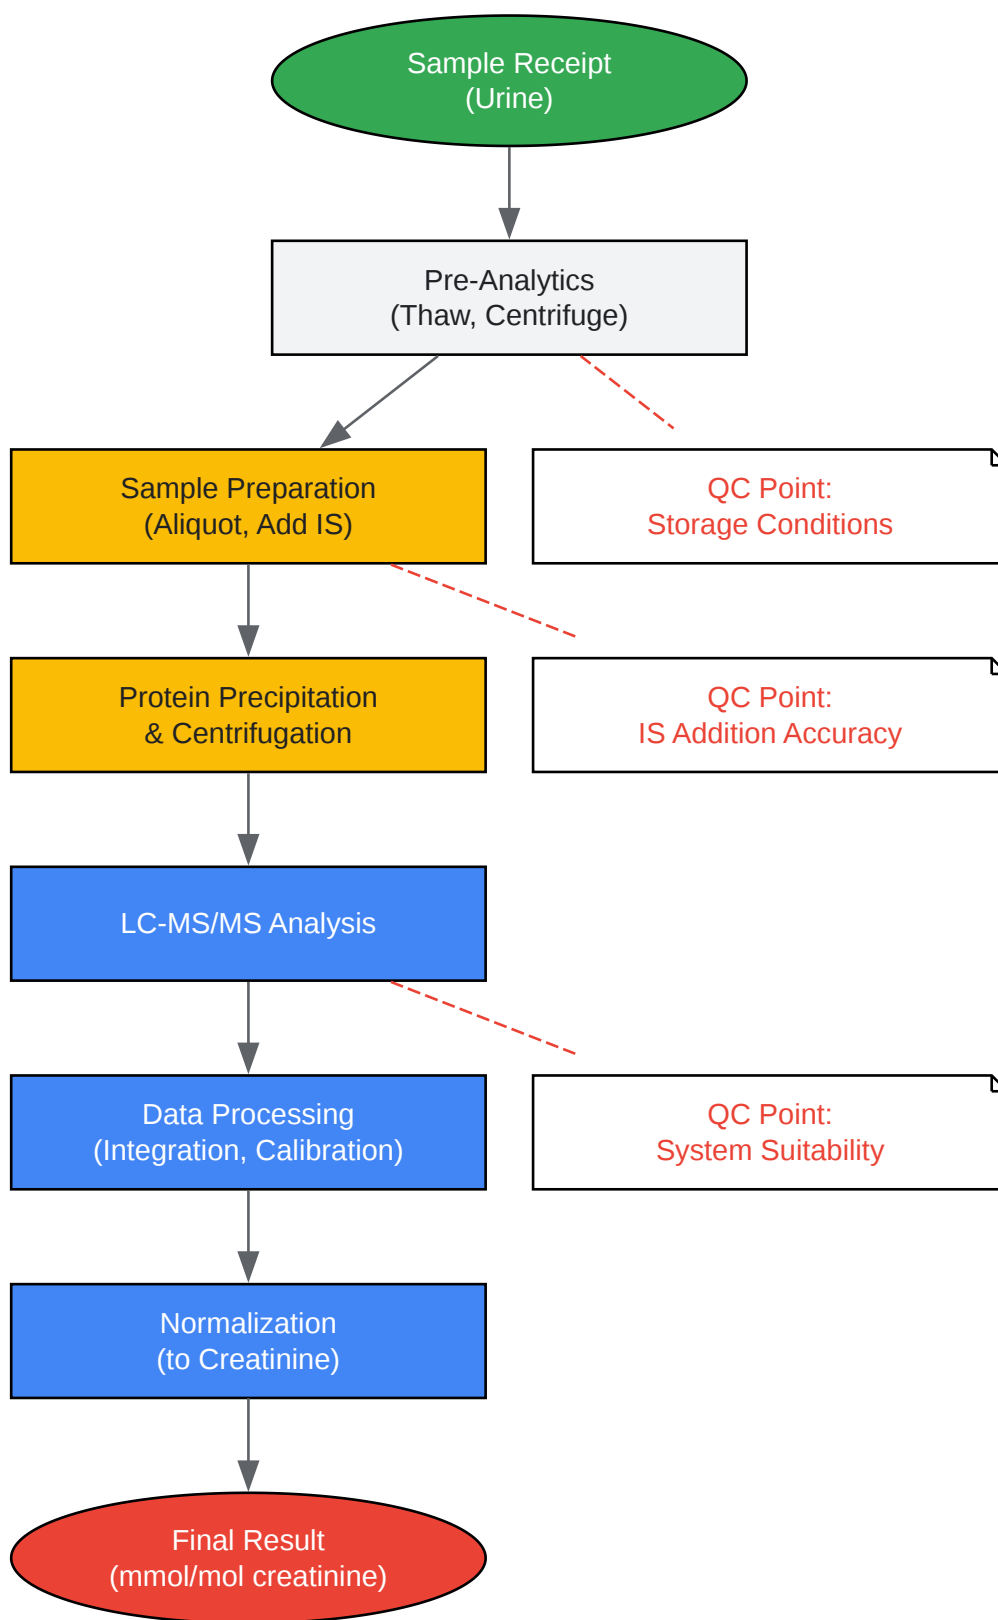 Sample Receipt
(Urine)
Pre-Analytics
(Thaw, Centrifuge)
Sample Preparation
(Aliquot, Add IS)
QC Point:
Storage Conditions
Protein Precipitation
& Centrifugation
QC Point:
IS Addition Accuracy
LC-MS/MS Analysis
Data Processing
(Integration, Calibration)
QC Point:
System Suitability
Normalization
(to Creatinine)
Final Result
(mmol/mol creatinine)